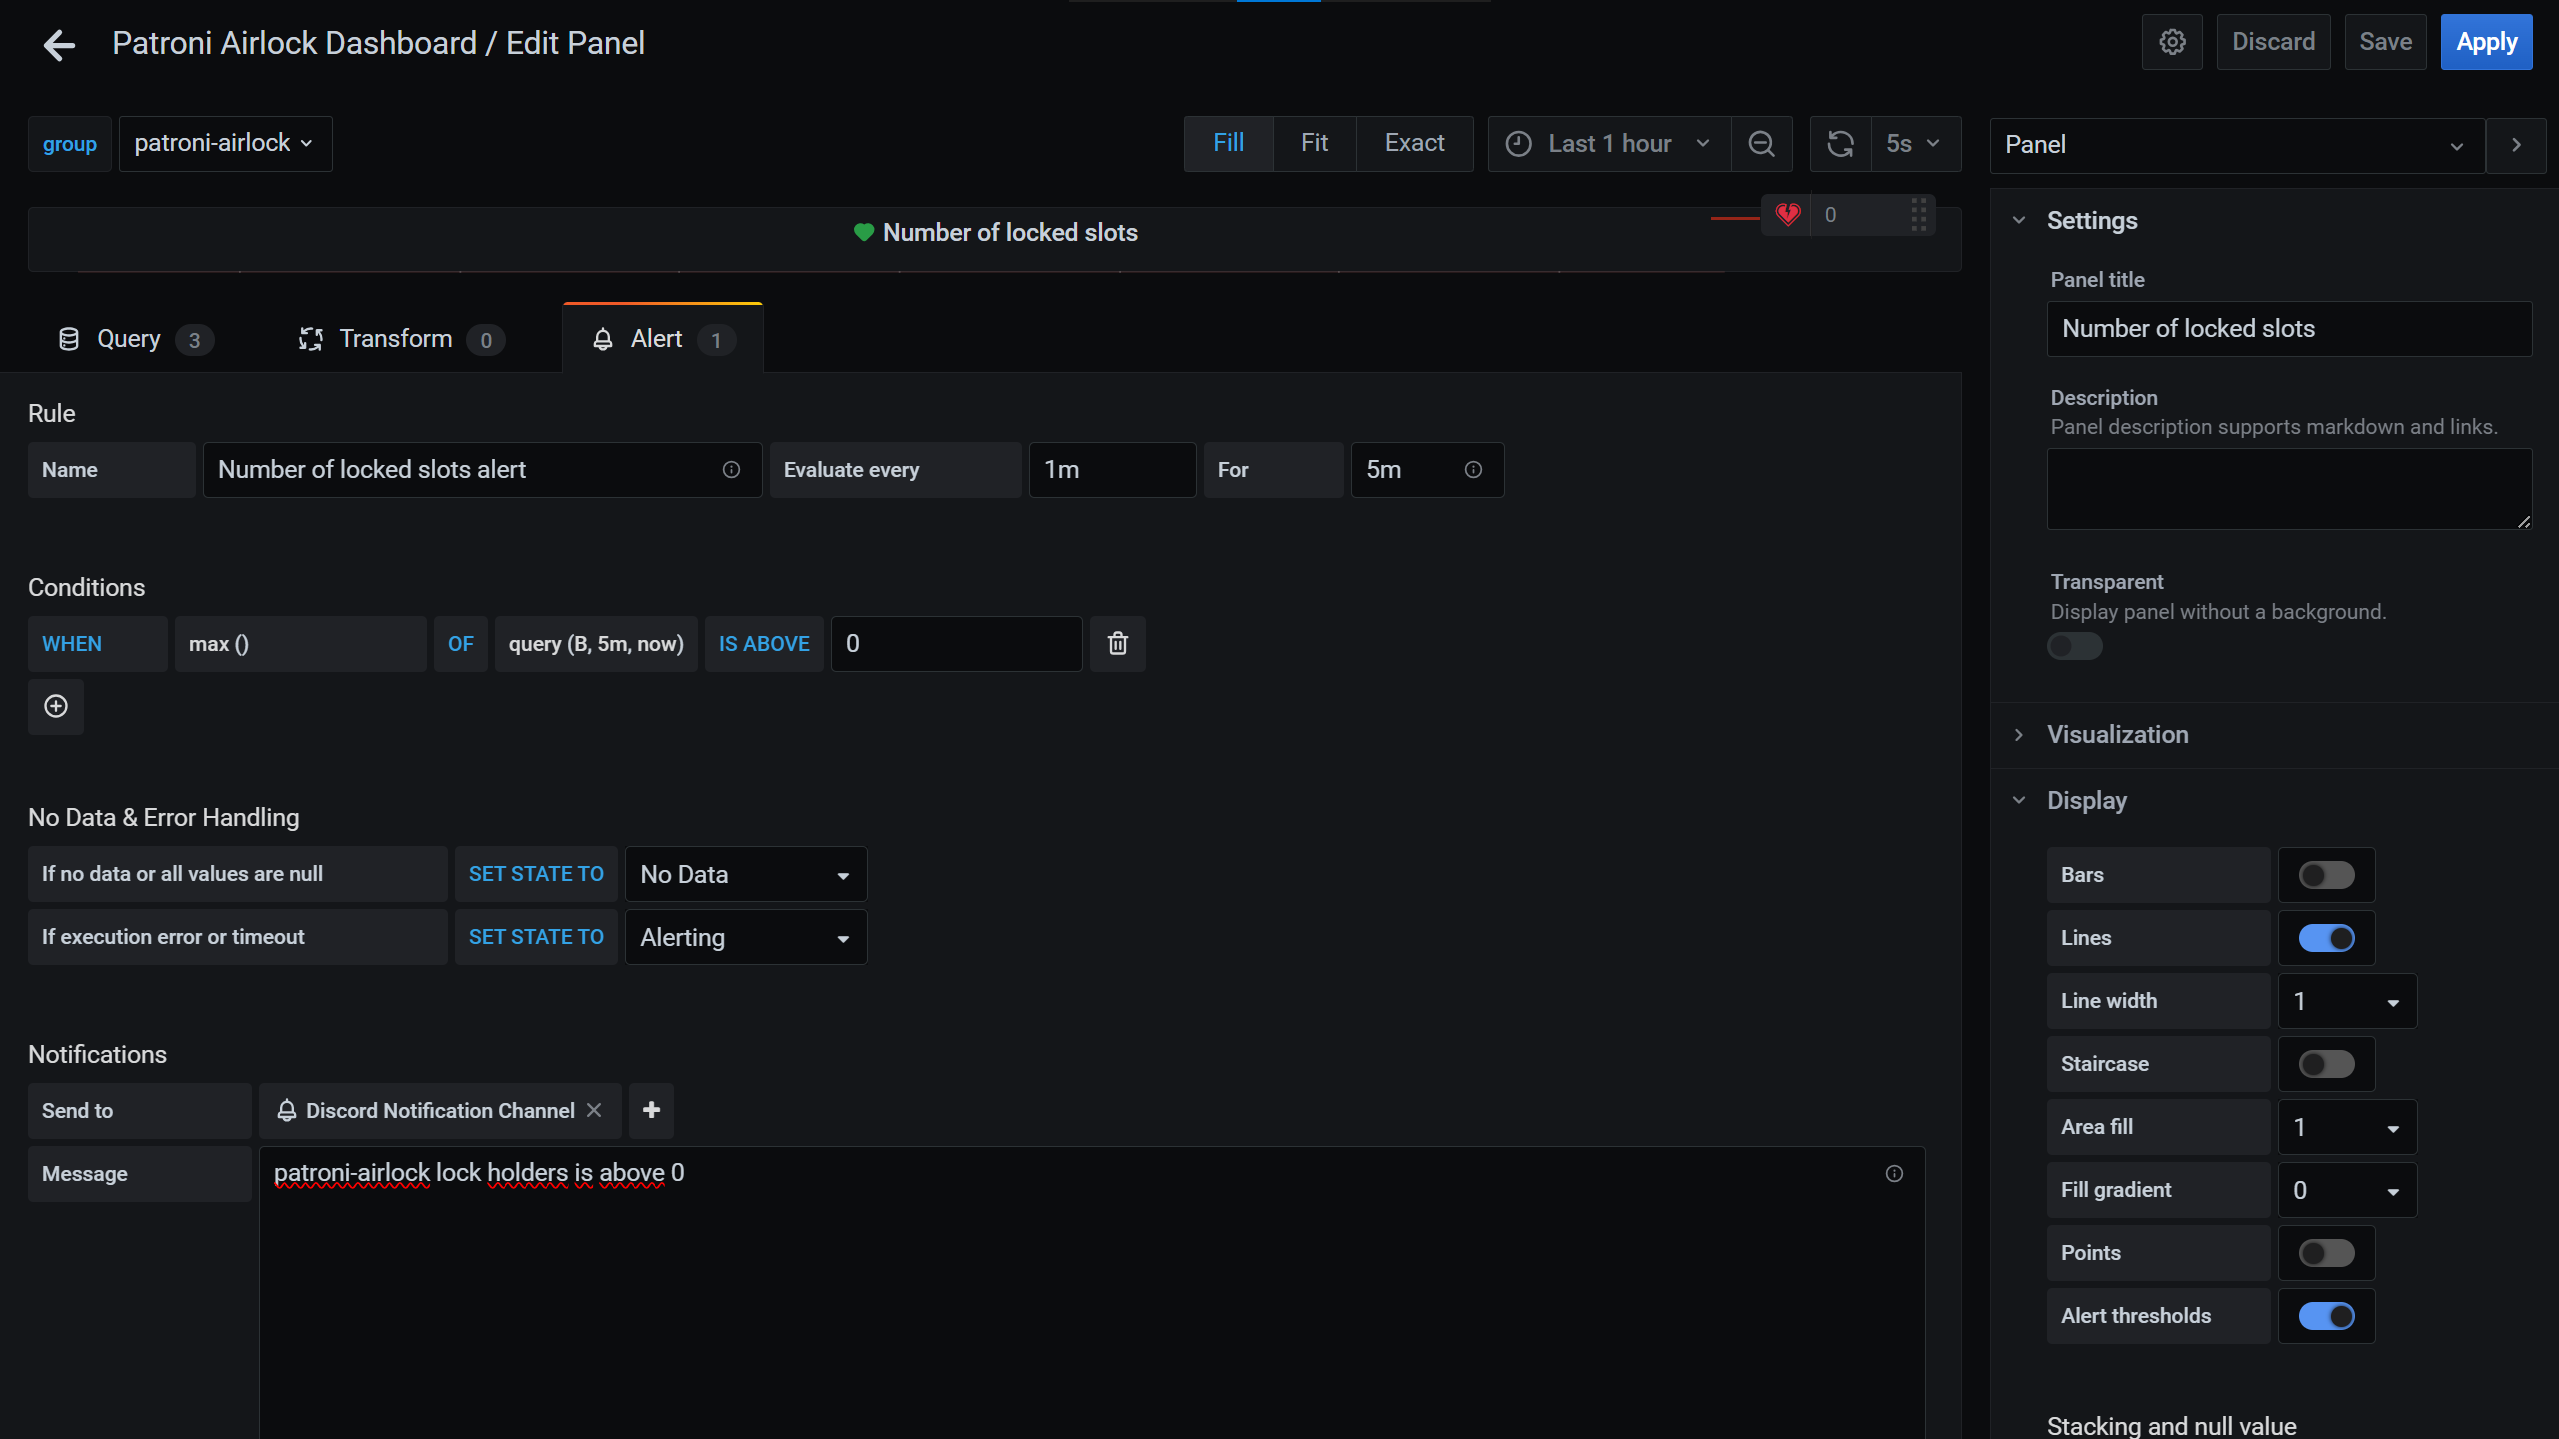 Patroni Airlock Dashboard / Edit Panel
Discard
Save
Apply
group
patroni-airlock
Fill
Fit
Exact
Last 1 hour
5s
Number of locked slots
0
Query 3
Transform 0
Alert 1
Rule
Name
Number of locked slots alert
Evaluate every
1m
For
5m
Conditions
WHEN
max ()
OF
query (B, 5m, now)
IS ABOVE
0
No Data & Error Handling
If no data or all values are null
SET STATE TO
No Data
If execution error or timeout
SET STATE TO
Alerting
Notifications
Send to
Discord Notification Channel
Message
patroni-airlock lock holders is above 0
Panel
Settings
Panel title
Number of locked slots
Description
Panel description supports markdown and links.
Transparent
Display panel without a background.
Visualization
Display
Bars
Lines
Line width
1
Staircase
Area fill
1
Fill gradient
0
Points
Alert thresholds
Stacking and null value